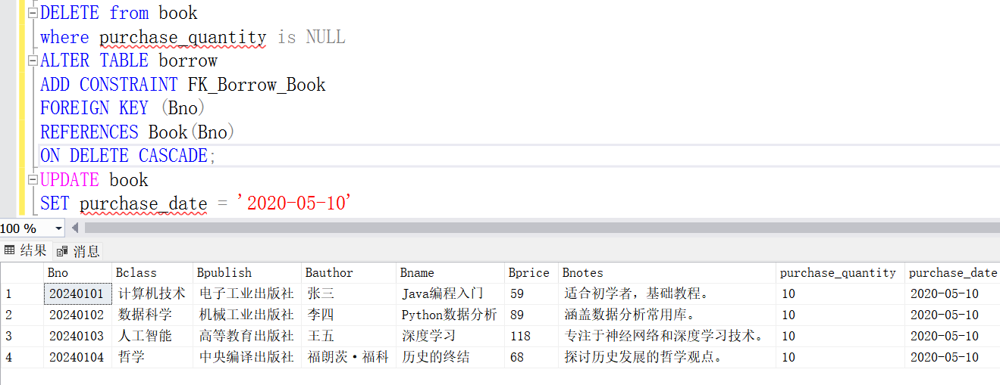 DELETE from book
where purchase_quantity is NULL
ALTER TABLE borrow
ADD CONSTRAINT FK_Borrow_Book
FOREIGN KEY (Bno)
REFERENCES Book(Bno)
ON DELETE CASCADE;
UPDATE book
SET purchase_date = '2020-05-10'
100 %
结果 消息
Bno Bclass Bpublish Bauthor Bname Bprice Bnotes purchase_quantity purchase_date
1 20240101 计算机技术 电子工业出版社 张三 Java编程入门 59 适合初学者，基础教程。 10 2020-05-10
2 20240102 数据科学 机械工业出版社 李四 Python数据分析 89 涵盖数据分析常用库。 10 2020-05-10
3 20240103 人工智能 高等教育出版社 王五 深度学习 118 专注于神经网络和深度学习技术。 10 2020-05-10
4 20240104 哲学 中央编译出版社 福朗茨·福科 历史的终结 68 探讨历史发展的哲学观点。 10 2020-05-10